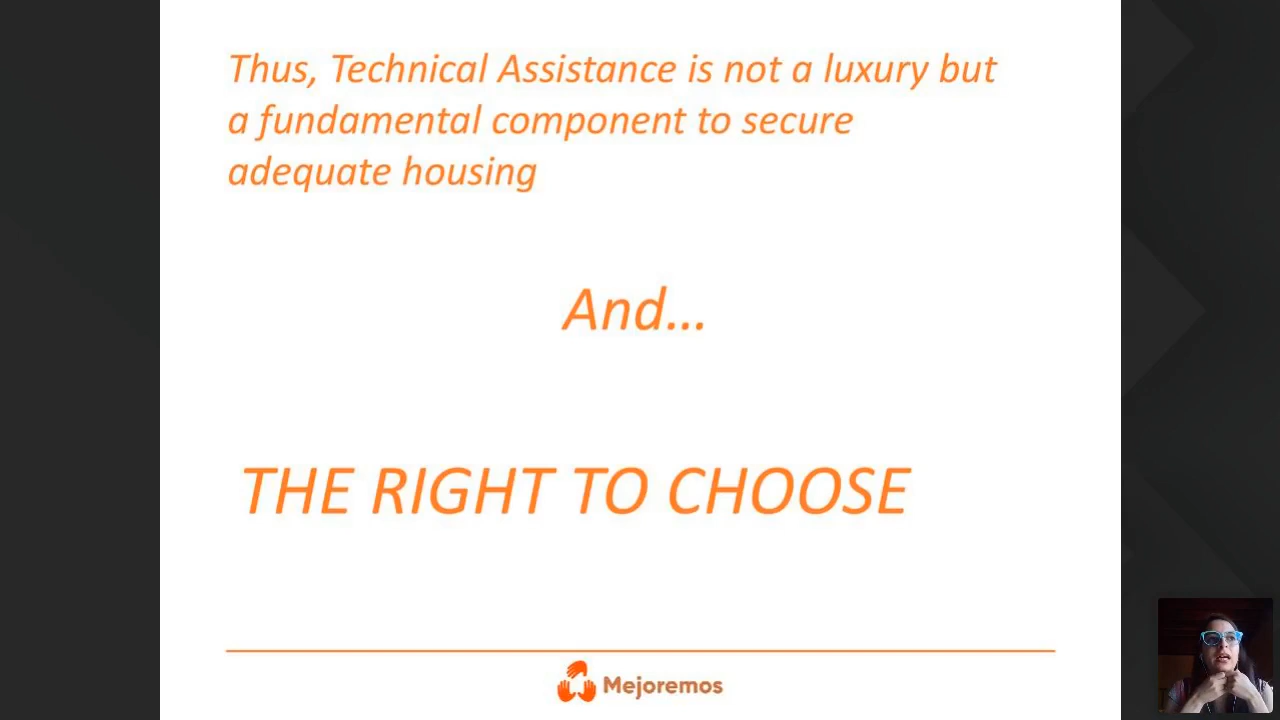 Thus, Technical Assistance is not a luxury but
a fundamental component to secure
adequate housing
And...
THE RIGHT TO CHOOSE
Mejoremos